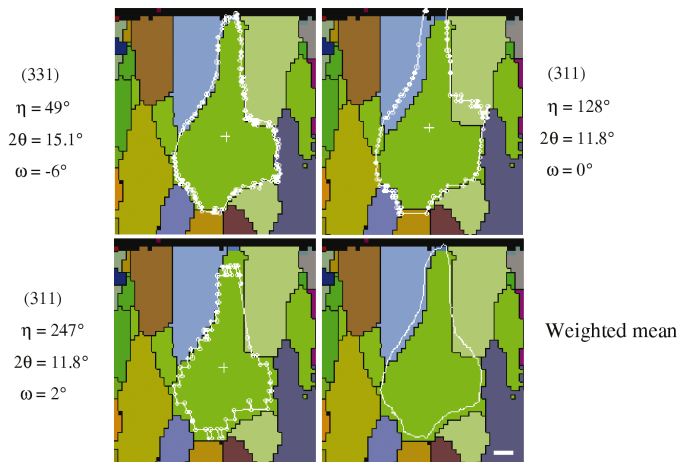 (331)
η = 49°
2θ = 15.1°
ω = -6°
(311)
η = 128°
2θ = 11.8°
ω = 0°
(311)
η = 247°
2θ = 11.8°
ω = 2°
Weighted mean